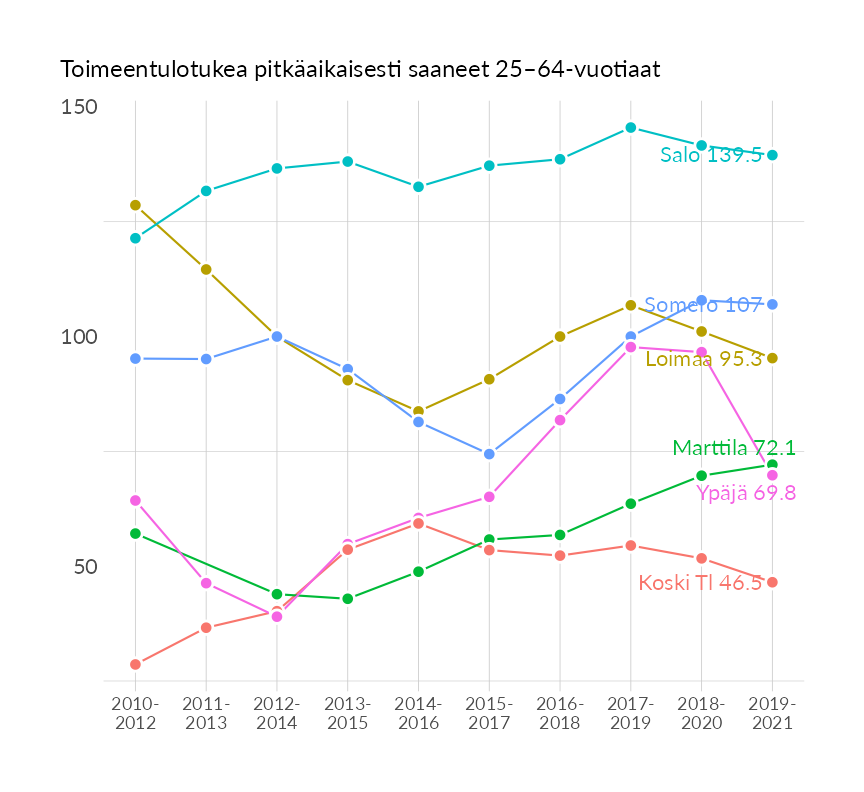 Toimeentulotukea pitkäaikaisesti saaneet 25–64-vuotiaat
150
Salo 139.5
Somero 107
100
Loimaa 95.3
Marttila 72.1
Ypäjä 69.8
50
Koski Tl 46.5
2010- 2011- 2012- 2013- 2014- 2015- 2016- 2017- 2018- 2019-
2012 2013 2014 2015 2016 2017 2018 2019 2020 2021